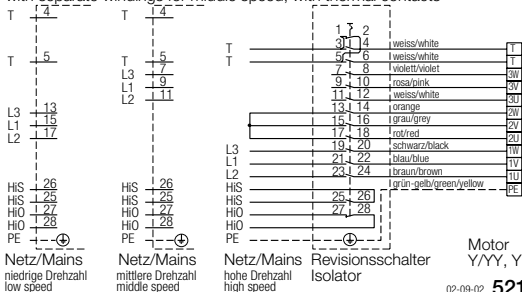 with separate windings for middle speed, with thermal contacts
T 4
T 5
L3 13
L1 15
L2 17
HiS 26
HiS 25
HiO 27
HiO 28
PE
Netz/Mains
niedrige Drehzahl
low speed
T 4
T 5
L3 7
L1 9
L2 11
HiS 26
HiS 25
HiO 27
HiO 28
PE
Netz/Mains
mittlere Drehzahl
middle speed
T
T
L3
L1
L2
HiS
HiS
HiO
HiO
PE
Netz/Mains
hohe Drehzahl
high speed
1 2
3 4 weiss/white T
5 6 weiss/white T
7 8 violett/violet 3W
9 10 rosa/pink 3V
11 12 weiss/white 3U
13 14 orange 2W
15 16 grau/grey 2V
17 18 rot/red 2U
19 20 schwarz/black 1W
21 22 blau/blue 1V
23 24 braun/brown 1U
grün-gelb/green/yellow PE
25 26
27 28
Revisionsschalter
Isolator
Motor
Y/YY, Y
02-09-02 521